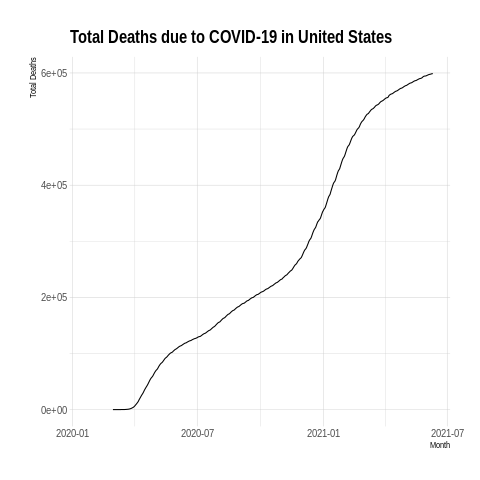 Total Deaths due to COVID-19 in United States
Total Deaths
6e+05
4e+05
2e+05
0e+00
2020-01 2020-07 2021-01 2021-07
Month